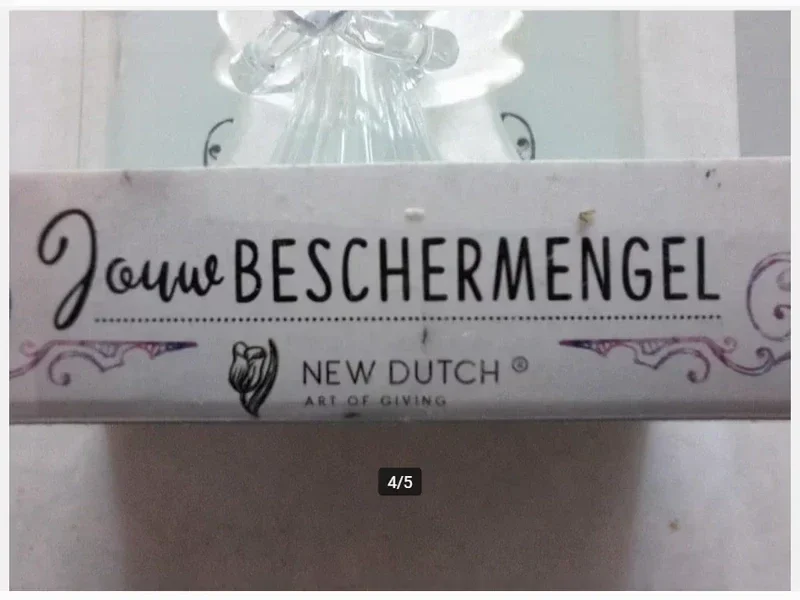 Jouw BESCHERMENGEL
NEW DUTCH ®
ART OF GIVING
4/5